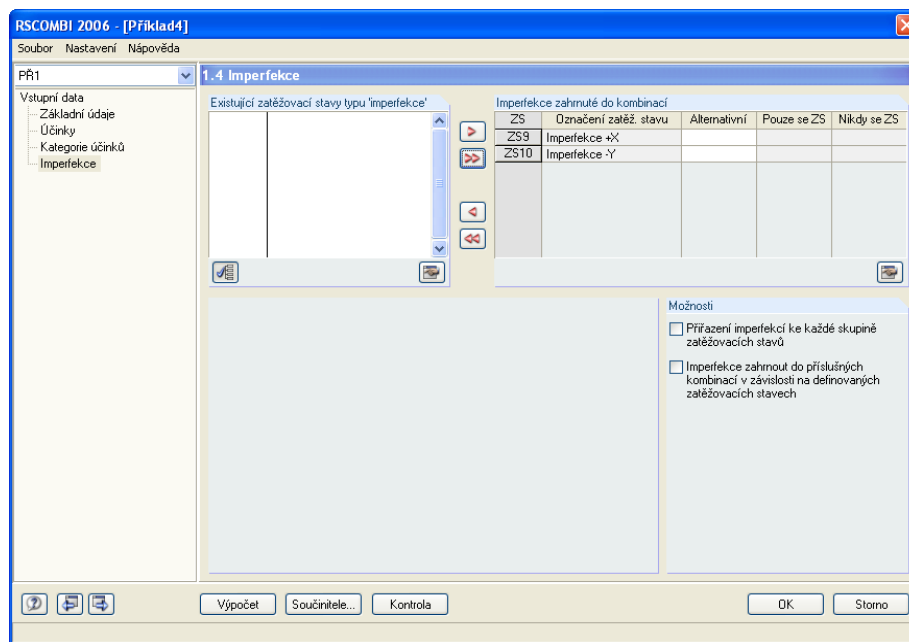 RSCOMBI 2006 - [Příklad4]
Soubor Nastavení Nápověda
PŘ1
1.4 Imperfekce
Vstupní data
Základní údaje
Účinky
Kategorie účinků
Imperfekce
Existující zatěžovací stavy typu 'imperfekce'
Imperfekce zahrnuté do kombinací
ZS Označení zatěž. stavu Alternativní Pouze se ZS Nikdy se ZS
ZS9 Imperfekce +X
ZS10 Imperfekce -Y
Možnosti
Přiřazení imperfekcí ke každé skupině
zatěžovacích stavů
Imperfekce zahrnout do příslušných
kombinací v závislosti na definovaných
zatěžovacích stavech
Výpočet Součinitele... Kontrola OK Storno